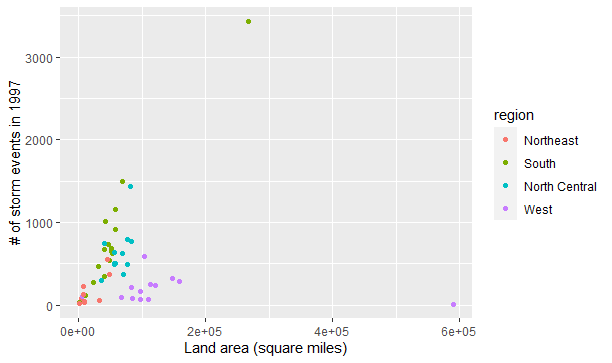 # of storm events in 1997
3000
2000
1000
0
0e+00
2e+05
4e+05
6e+05
Land area (square miles)
region
Northeast
South
North Central
West